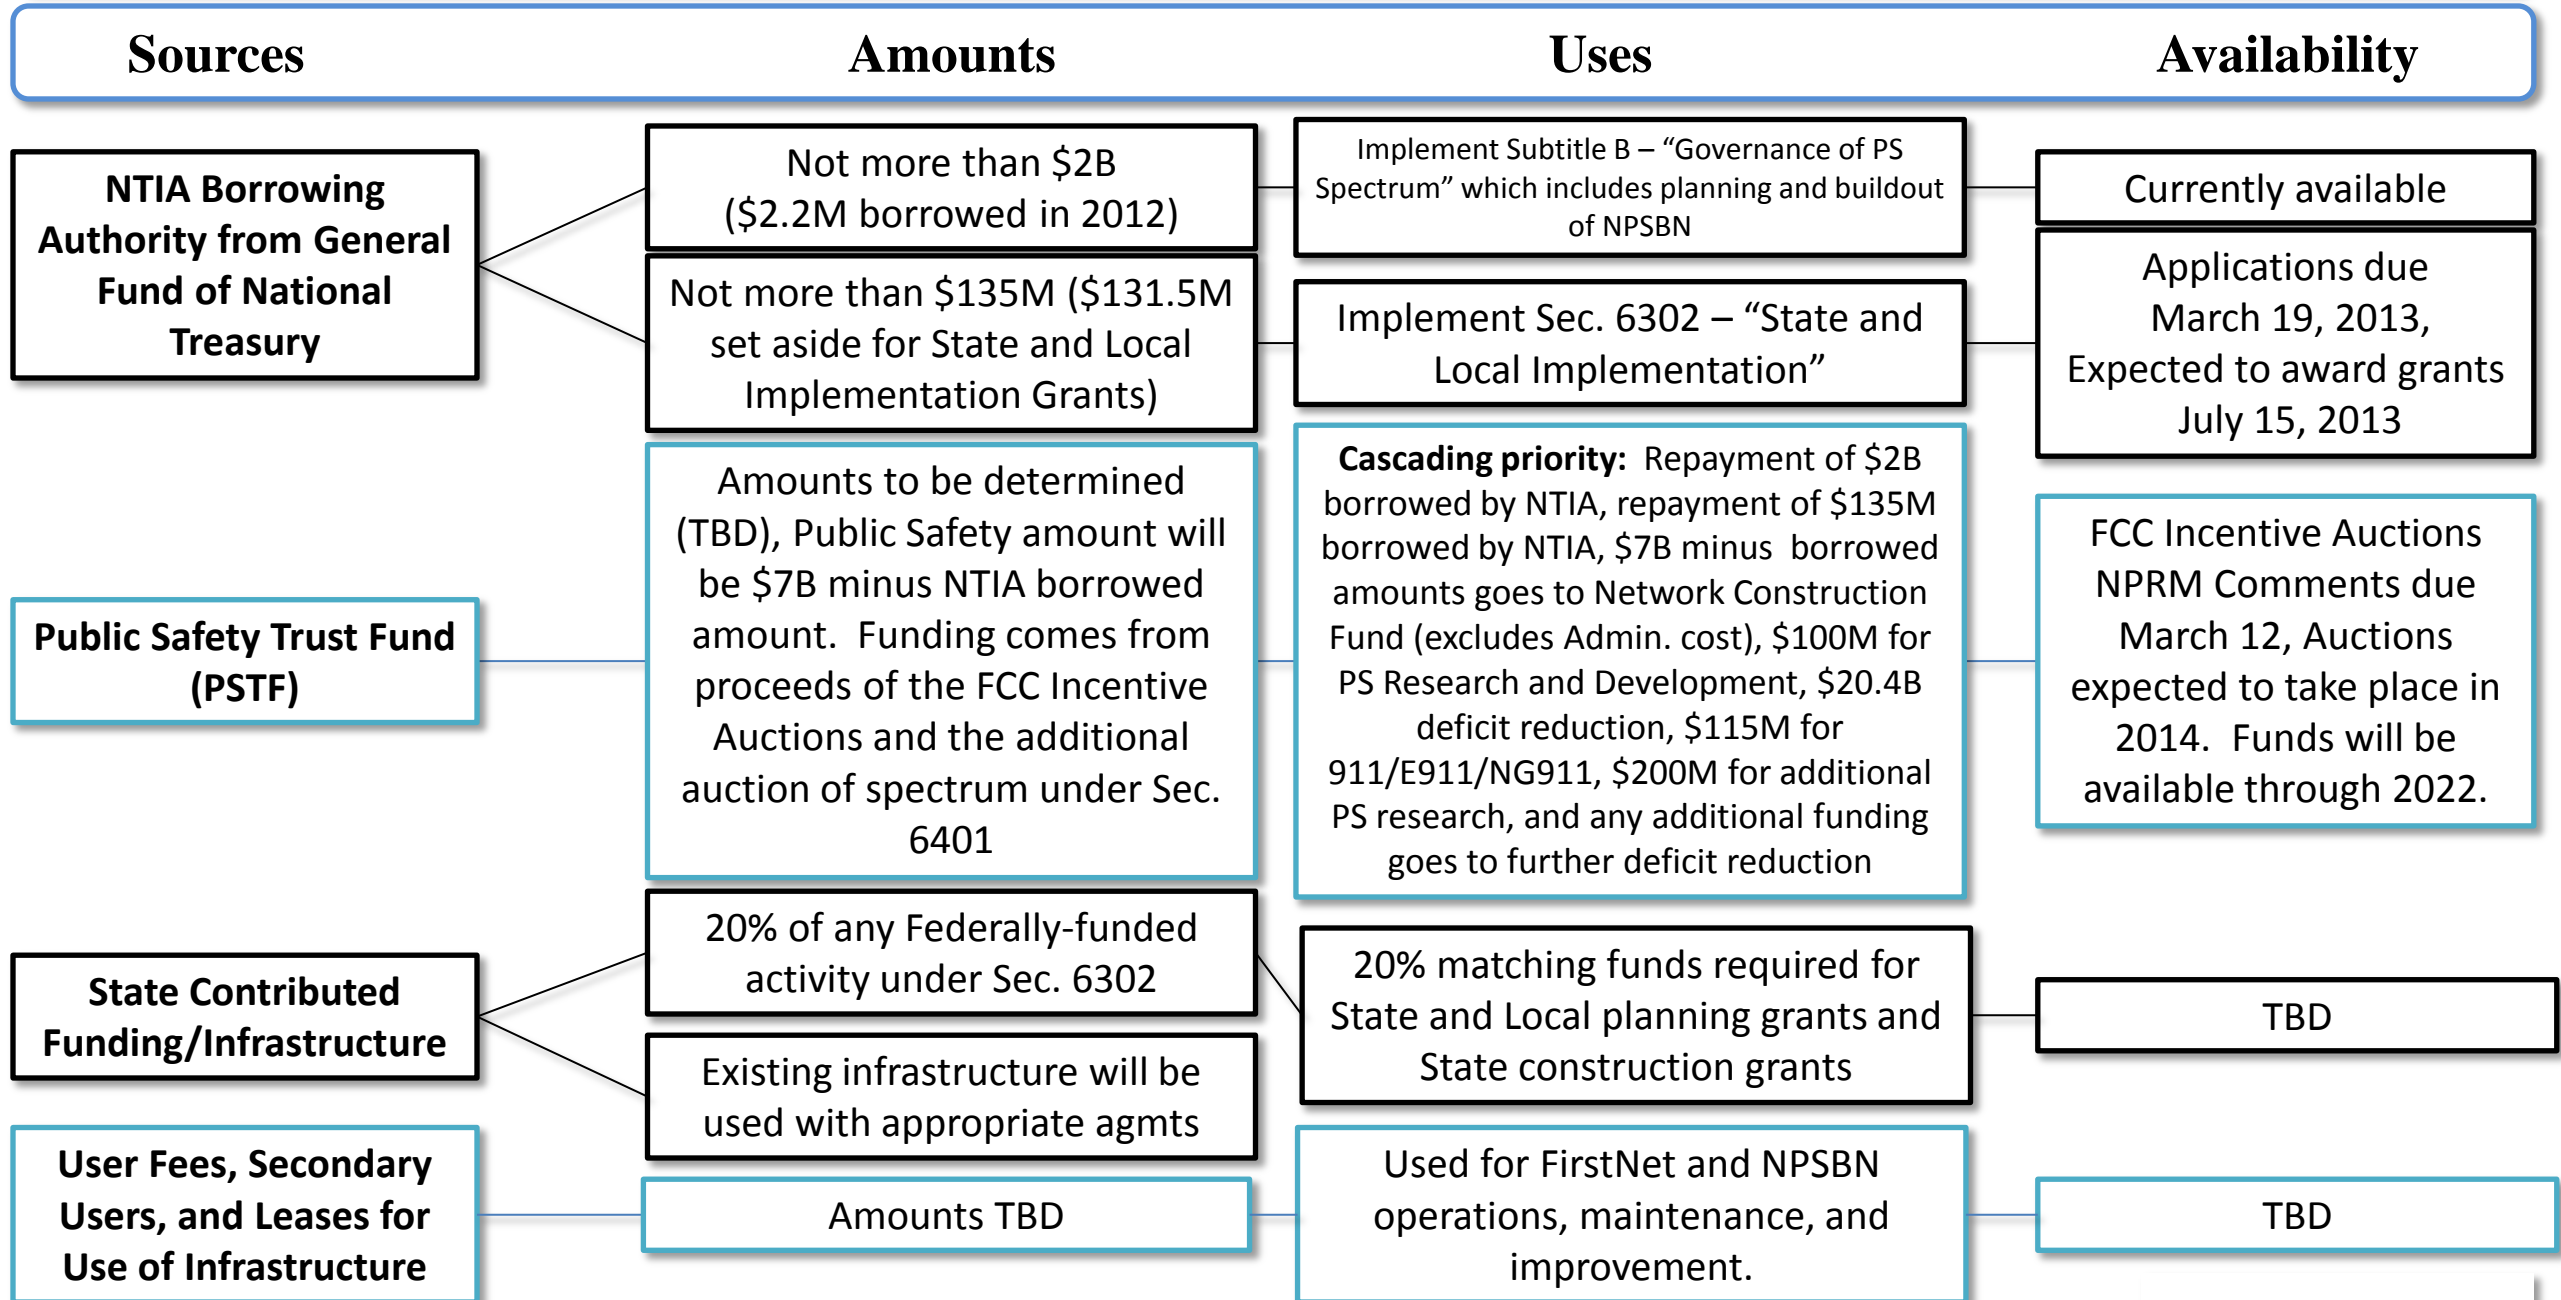 Sources
Amounts
Uses
Availability
NTIA Borrowing
Authority from General
Fund of National
Treasury
Not more than $2B
($2.2M borrowed in 2012)
Implement Subtitle B – “Governance of PS
Spectrum” which includes planning and buildout
of NPSBN
Currently available
Not more than $135M ($131.5M
set aside for State and Local
Implementation Grants)
Implement Sec. 6302 – “State and
Local Implementation”
Applications due
March 19, 2013,
Expected to award grants
July 15, 2013
Public Safety Trust Fund
(PSTF)
Amounts to be determined
(TBD), Public Safety amount will
be $7B minus NTIA borrowed
amount.  Funding comes from
proceeds of the FCC Incentive
Auctions and the additional
auction of spectrum under Sec.
6401
Cascading priority:  Repayment of $2B
borrowed by NTIA, repayment of $135M
borrowed by NTIA, $7B minus  borrowed
amounts goes to Network Construction
Fund (excludes Admin. cost), $100M for
PS Research and Development, $20.4B
deficit reduction, $115M for
911/E911/NG911, $200M for additional
PS research, and any additional funding
goes to further deficit reduction
FCC Incentive Auctions
NPRM Comments due
March 12, Auctions
expected to take place in
2014.  Funds will be
available through 2022.
State Contributed
Funding/Infrastructure
20% of any Federally-funded
activity under Sec. 6302
Existing infrastructure will be
used with appropriate agmts
20% matching funds required for
State and Local planning grants and
State construction grants
TBD
User Fees, Secondary
Users, and Leases for
Use of Infrastructure
Amounts TBD
Used for FirstNet and NPSBN
operations, maintenance, and
improvement.
TBD